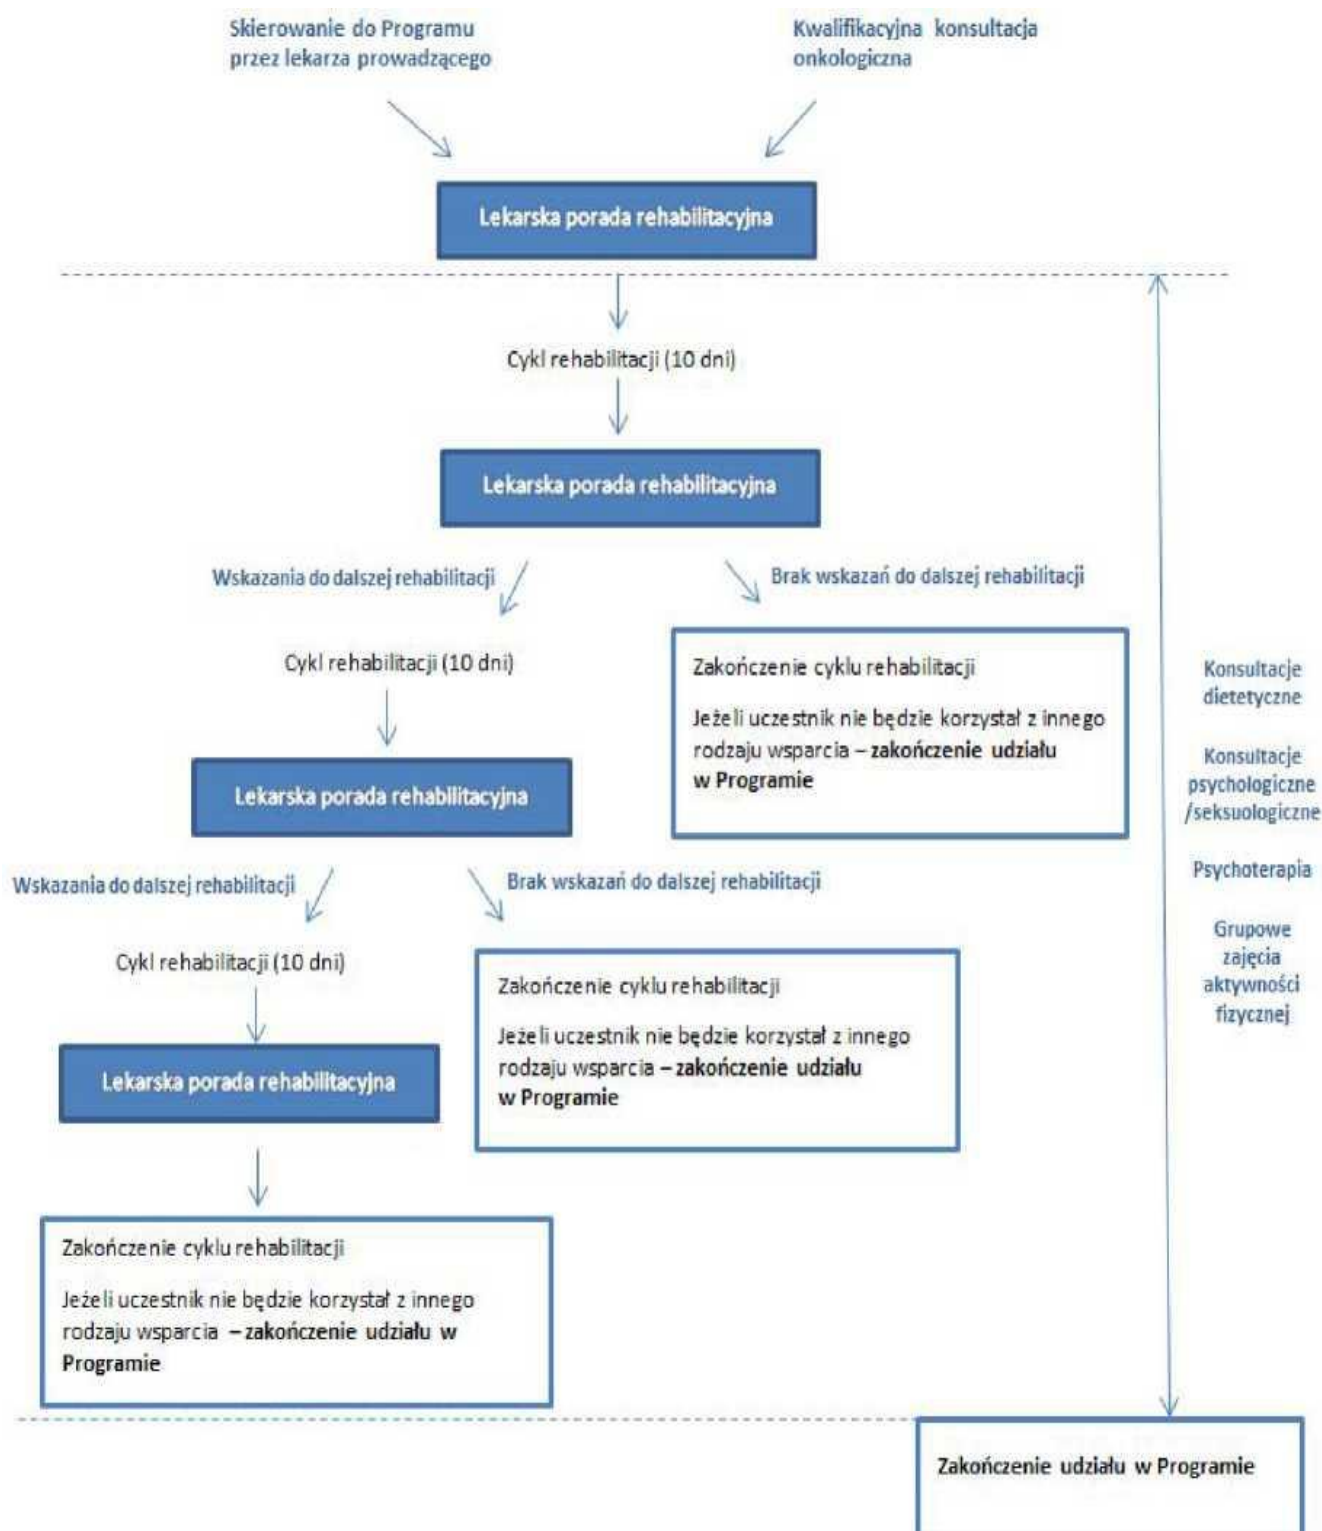 Skierowanie do Programu
przez lekarza prowadzącego
Kwalifikacyjna konsultacja
onkologiczna
Lekarska porada rehabilitacyjna
Cykl rehabilitacji (10 dni)
Lekarska porada rehabilitacyjna
Wskazania do dalszej rehabilitacji
Brak wskazań do dalszej rehabilitacji
Cykl rehabilitacji (10 dni)
Zakończenie cyklu rehabilitacji
Jeżeli uczestnik nie będzie korzystał z innego
rodzaju wsparcia – zakończenie udziału
w Programie
Lekarska porada rehabilitacyjna
Wskazania do dalszej rehabilitacji
Brak wskazań do dalszej rehabilitacji
Cykl rehabilitacji (10 dni)
Zakończenie cyklu rehabilitacji
Jeżeli uczestnik nie będzie korzystał z innego
rodzaju wsparcia – zakończenie udziału
w Programie
Lekarska porada rehabilitacyjna
Zakończenie cyklu rehabilitacji
Jeżeli uczestnik nie będzie korzystał z innego
rodzaju wsparcia – zakończenie udziału w
Programie
Konsultacje
dietetyczne
Konsultacje
psychologiczne
/seksuologiczne
Psychoterapia
Grupowe
zajęcia
aktywności
fizycznej
Zakończenie udziału w Programie